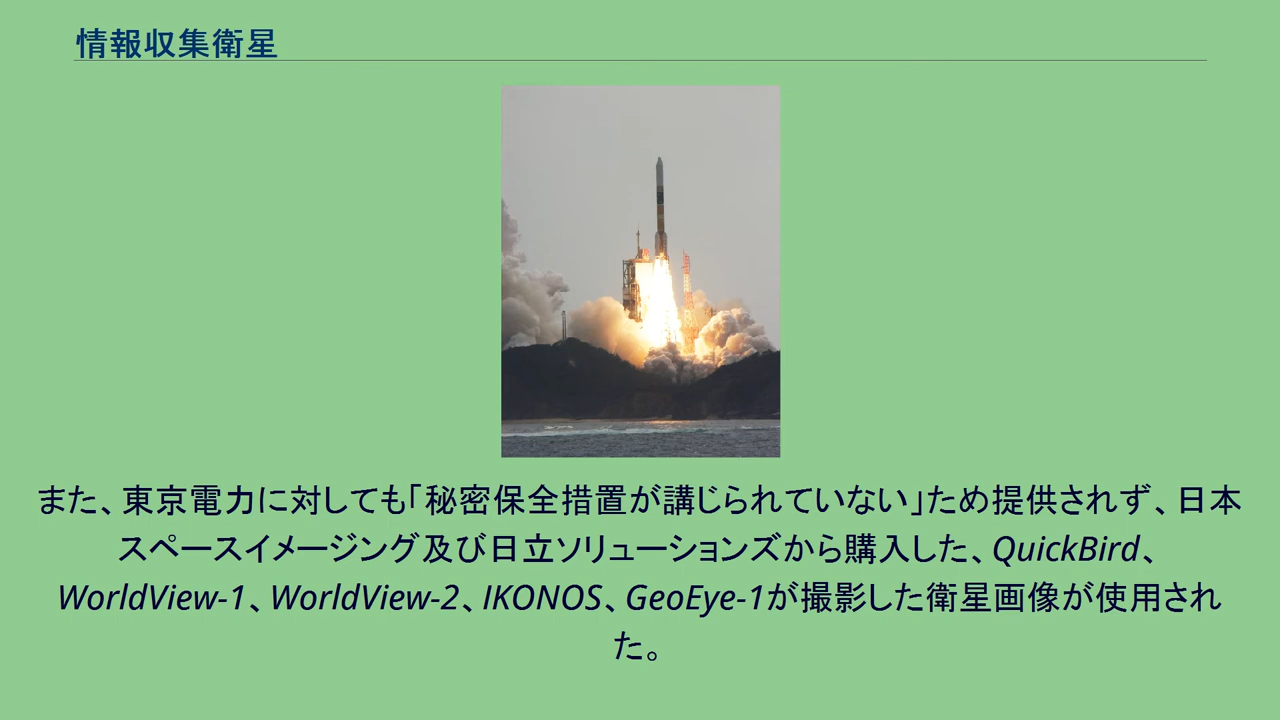 情報収集衛星
また、東京電力に対しても「秘密保全措置が講じられていない」ため提供されず、日本
スペースイメージング及び日立ソリューションズから購入した、QuickBird、
WorldView-1、WorldView-2、IKONOS、GeoEye-1が撮影した衛星画像が使用され
た。